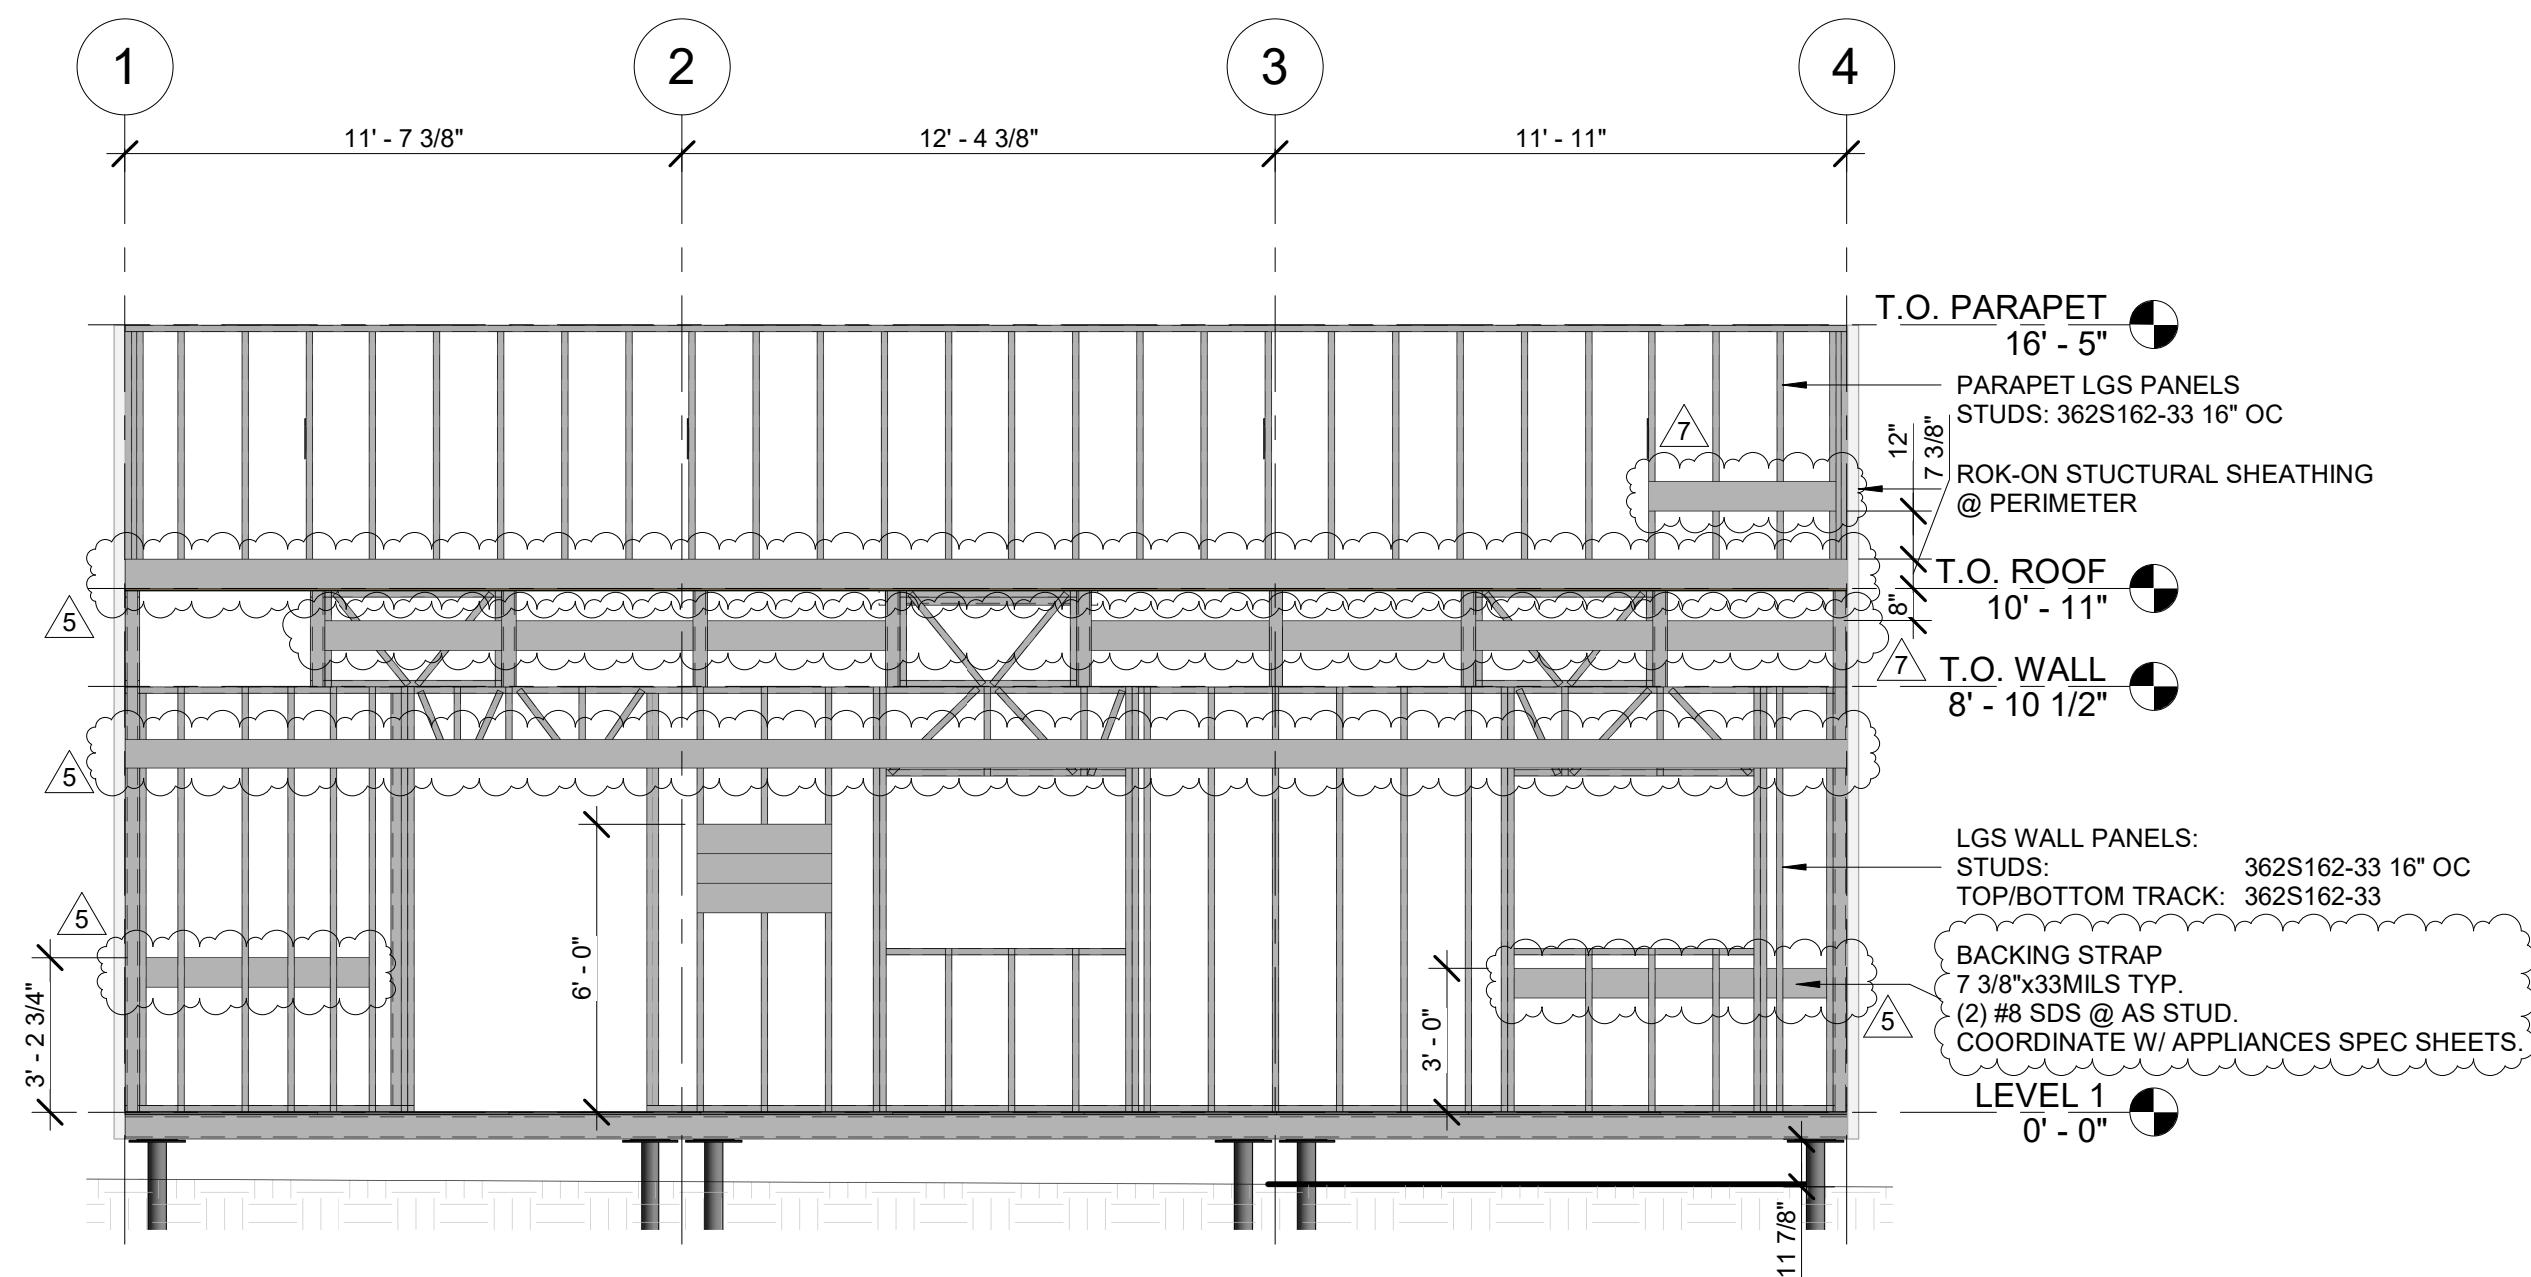 1
2
3
4
11' - 7 3/8"
12' - 4 3/8"
11' - 11"
T.O. PARAPET
16' - 5"
PARAPET LGS PANELS
STUDS: 362S162-33 16" OC
7
12"
7 3/8"
ROK-ON STUCTURAL SHEATHING
@ PERIMETER
T.O. ROOF
10' - 11"
8"
5
7
T.O. WALL
8' - 10 1/2"
5
LGS WALL PANELS:
STUDS: 362S162-33 16" OC
TOP/BOTTOM TRACK: 362S162-33
5
6' - 0"
BACKING STRAP
7 3/8"x33MILS TYP.
(2) #8 SDS @ AS STUD.
COORDINATE W/ APPLIANCES SPEC SHEETS.
3' - 2 3/4"
3' - 0"
5
LEVEL 1
0' - 0"
11 7/8"